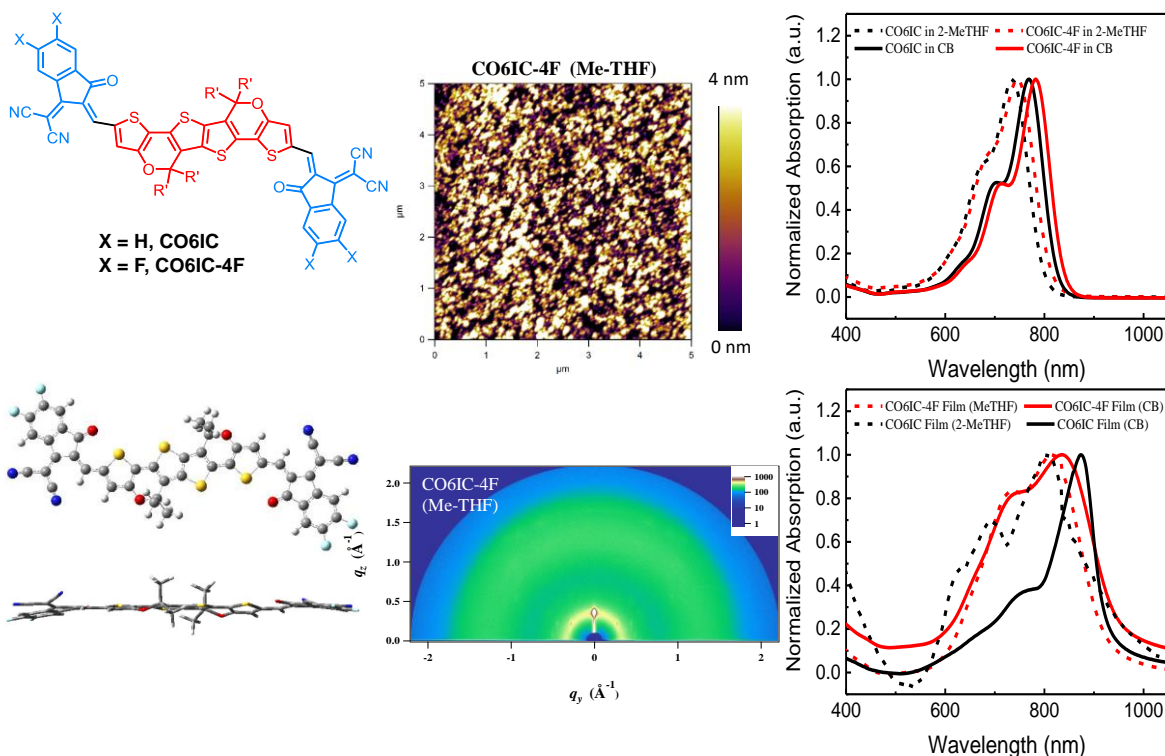 X
X
O
NC
CN
S
S
R'
R'
O
S
S
O
R'
R'
S
S
CN
CN
O
X
X
X = H, CO6IC
X = F, CO6IC-4F
CO6IC-4F (Me-THF)
5
4
3
2
1
0
μm
0 1 2 3 4 5
μm
4 nm
0 nm
CO6IC in 2-MeTHF CO6IC-4F in 2-MeTHF
CO6IC in CB CO6IC-4F in CB
1.2
1.0
0.8
0.6
0.4
0.2
0.0
Normalized Absorption (a.u.)
400 600 800 1000
Wavelength (nm)
CO6IC-4F
(Me-THF)
1000
100
10
1
2.0
1.5
1.0
0.5
0.0
qz (Å-1)
-2 -1 0 1 2
qy (Å-1)
CO6IC-4F Film (MeTHF) CO6IC-4F Film (CB)
CO6IC Film (2-MeTHF) CO6IC Film (CB)
1.2
1.0
0.8
0.6
0.4
0.2
0.0
Normalized Absorption (a.u.)
400 600 800 1000
Wavelength (nm)